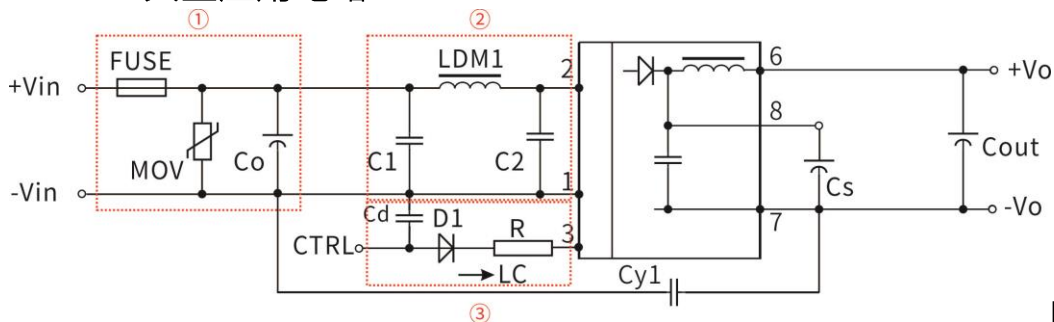 ①
②
FUSE
LDM1
2
6
+Vin
+Vo
8
MOV
Co
C1
C2
Cs
Cout
-Vin
1
-Vo
Cd
D1
R
3
7
CTRL
LC
Cy1
③